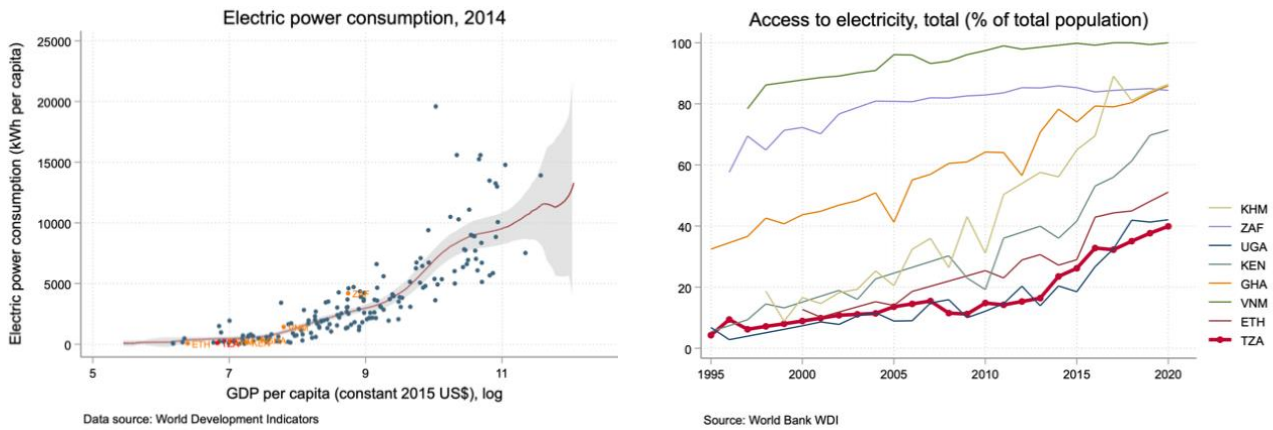 Electric power consumption, 2014
Electric power consumption (kWh per capita)
25000
20000
15000
10000
5000
0
ZAF
ETH
5
7
9
11
GDP per capita (constant 2015 US$), log
Data source: World Development Indicators
Access to electricity, total (% of total population)
100
80
60
40
20
0
1995
2000
2005
2010
2015
2020
KHM
ZAF
UGA
KEN
GHA
VNM
ETH
TZA
Source: World Bank WDI